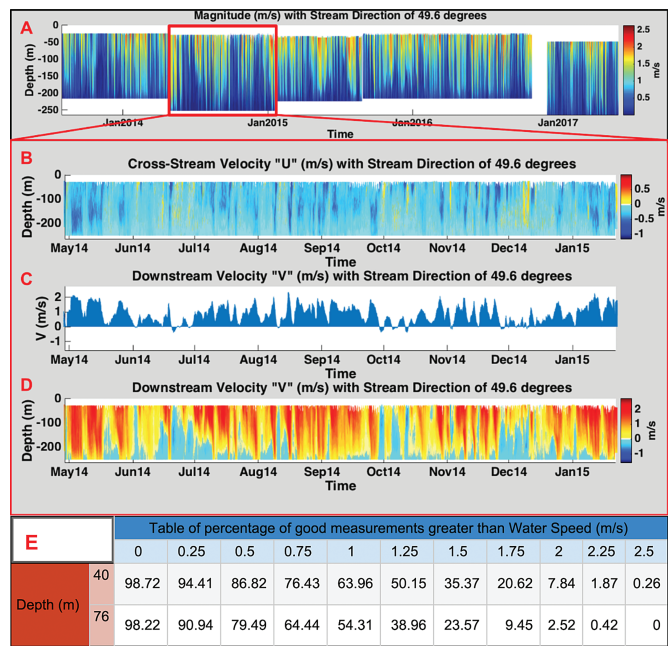 A
Magnitude (m/s) with Stream Direction of 49.6 degrees
Depth (m)
0
-50
-100
-150
-200
-250
Jan2014
Jan2015
Jan2016
Jan2017
Time
2.5
2
1.5
1
0.5
0
m/s
B
Cross-Stream Velocity "U" (m/s) with Stream Direction of 49.6 degrees
Depth (m)
0
-100
-200
May14
Jun14
Jul14
Aug14
Sep14
Oct14
Nov14
Dec14
Jan15
Time
0.5
0
-0.5
-1
m/s
C
Downstream Velocity "V" (m/s) with Stream Direction of 49.6 degrees
V (m/s)
2
1
0
-1
May14
Jun14
Jul14
Aug14
Sep14
Oct14
Nov14
Dec14
Jan15
Time
D
Downstream Velocity "V" (m/s) with Stream Direction of 49.6 degrees
Depth (m)
0
-100
-200
May14
Jun14
Jul14
Aug14
Sep14
Oct14
Nov14
Dec14
Jan15
Time
2
1
0
-1
m/s
E
Table of percentage of good measurements greater than Water Speed (m/s)
0 0.25 0.5 0.75 1 1.25 1.5 1.75 2 2.25 2.5
Depth (m)
40 98.72 94.41 86.82 76.43 63.96 50.15 35.37 20.62 7.84 1.87 0.26
76 98.22 90.94 79.49 64.44 54.31 38.96 23.57 9.45 2.52 0.42 0